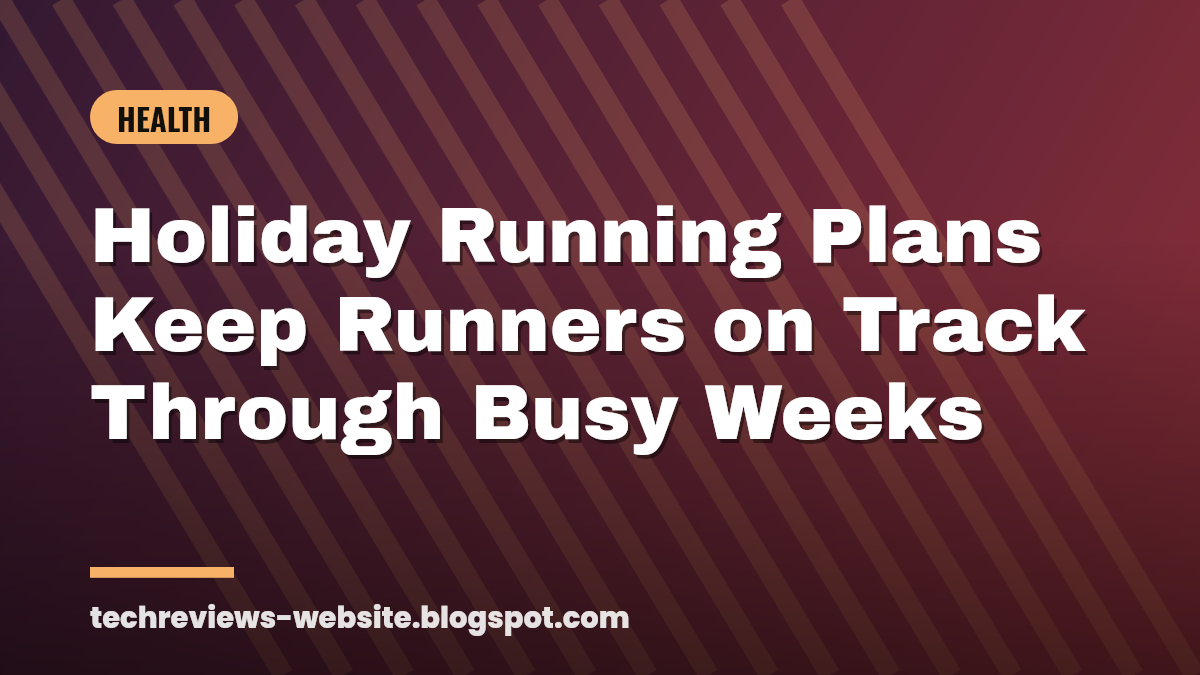 HEALTH
Holiday Running Plans
Keep Runners on Track
Through Busy Weeks
techreviews-website.blogspot.com